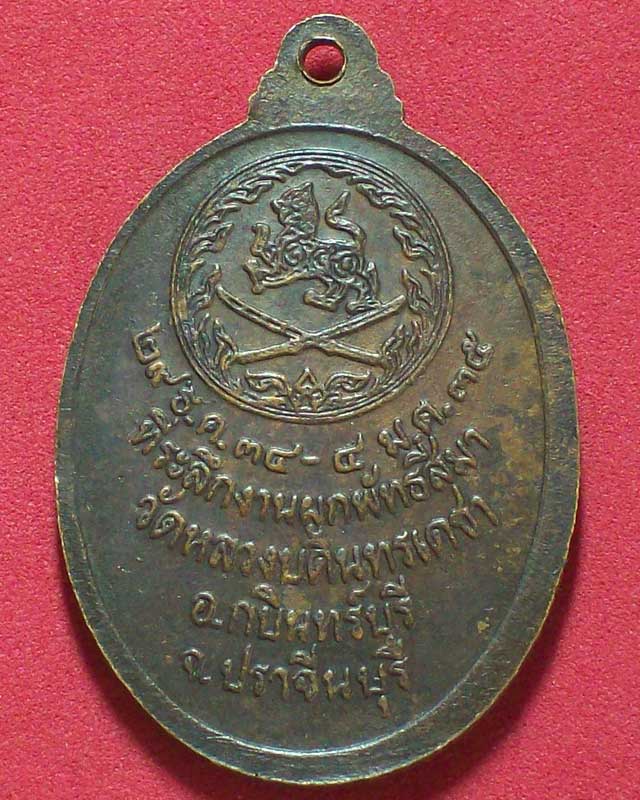 ๒๙ ธ.ค. ๓๔ - ๔ ม.ค. ๓๕
ที่ระลึกงานผูกพัทธสีมา
วัดหลวงบดินทรเดชา
อ.กบินทร์บุรี
จ.ปราจีนบุรี